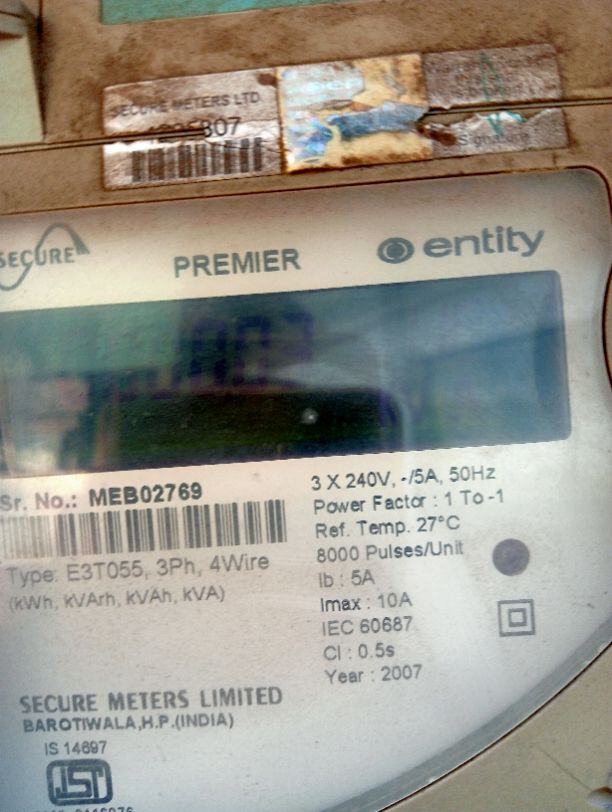 SECURE METERS LTD
SECURE
PREMIER
entity
Sr. No.: MEB02769
Type: E3T055, 3Ph, 4Wire
(kWh, kVArh, kVAh, kVA)
3 X 240V, -/5A, 50Hz
Power Factor : 1 To -1
Ref. Temp. 27°C
8000 Pulses/Unit
Ib : 5A
Imax : 10A
IEC 60687
Cl : 0.5s
Year : 2007
SECURE METERS LIMITED
BAROTIWALA,H.P.(INDIA)
IS 14697